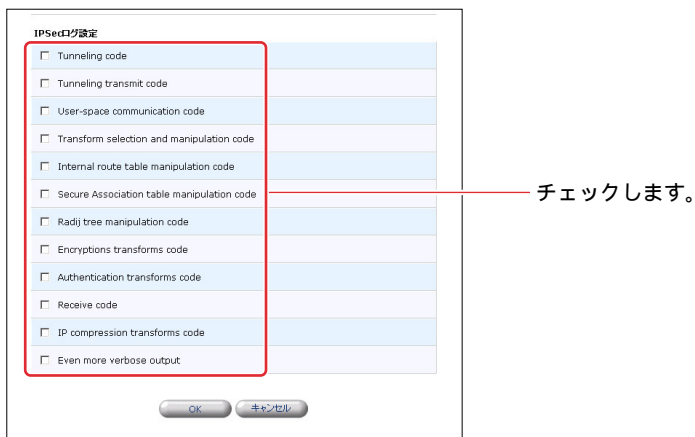 IPSecログ設定
Tunneling code
Tunneling transmit code
User-space communication code
Transform selection and manipulation code
Internal route table manipulation code
Secure Association table manipulation code
チェックします。
Radij tree manipulation code
Encryptions transforms code
Authentication transforms code
Receive code
IP compression transforms code
Even more verbose output
OK
キャンセル